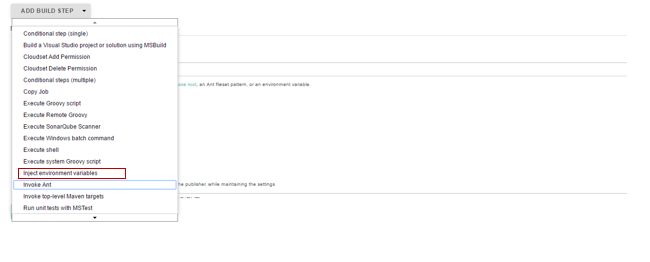 ADD BUILD STEP
Conditional step (single)
Build a Visual Studio project or solution using MSBuild
Cloudset Add Permission
Cloudset Delete Permission
Conditional steps (multiple)
Copy Job
Execute Groovy script
Execute Remote Groovy
Execute SonarQube Scanner
Execute Windows batch command
Execute shell
Execute system Groovy script
Inject environment variables
Invoke Ant
Invoke top-level Maven targets
Run unit tests with MSTest
root, an Ant fileset pattern, or an environment variable.
he publisher, while maintaining the settings